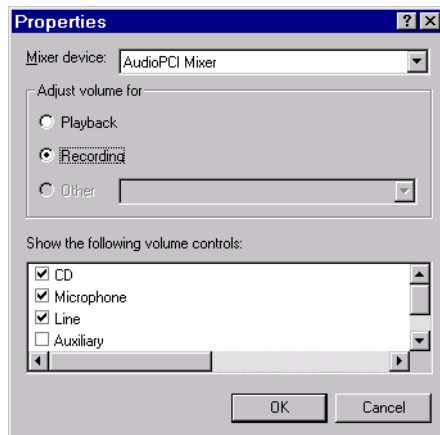 Properties
Mixer device: AudioPCI Mixer
Adjust volume for
Playback
Recording
Other
Show the following volume controls:
CD
Microphone
Line
Auxiliary
OK Cancel